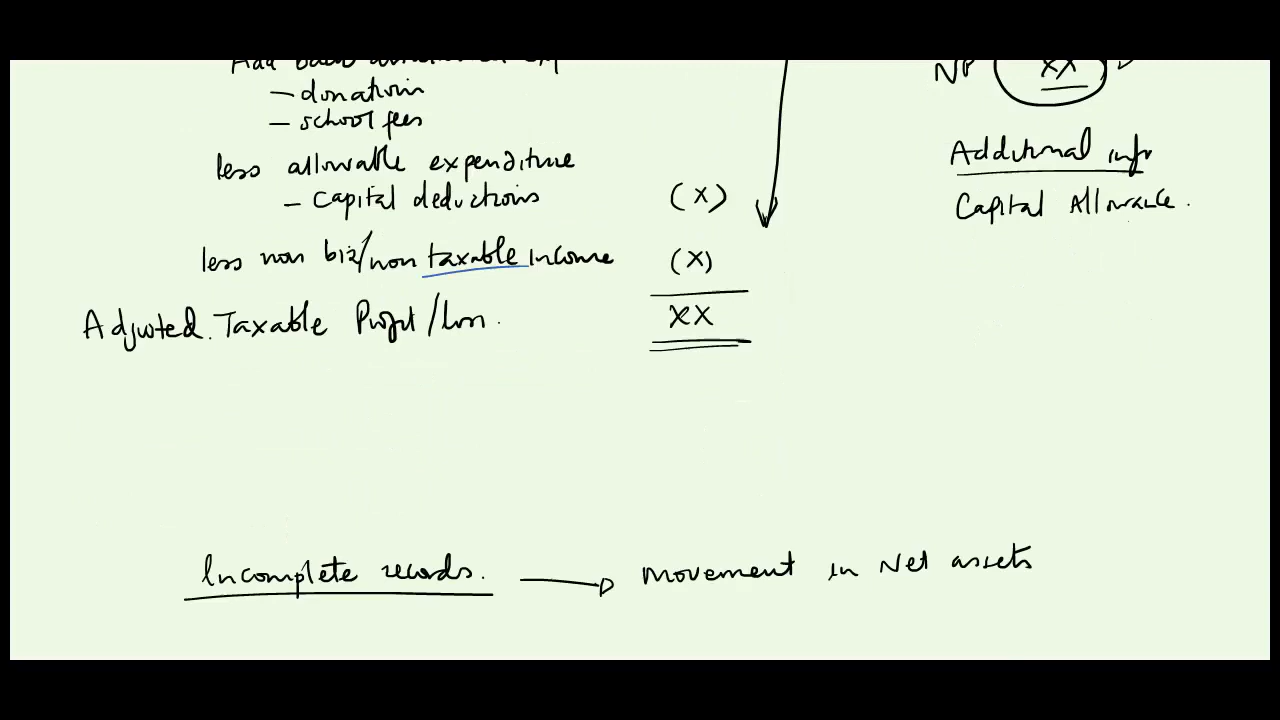 - donations
- school fees
less allowable expenditure
- capital deductions (X)
less non biz/non taxable income (X)
Adjusted. Taxable Profit/loss. XX
NP XX
Additional info
Capital Allowance.
Incomplete records. → movement in Net assets